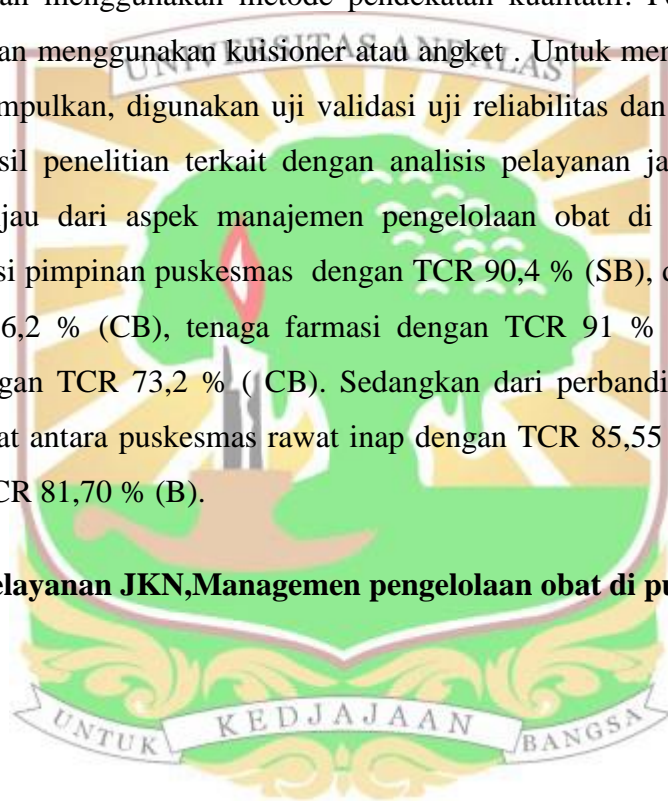 an menggunakan metode pendekatan kualitatif.
an menggunakan kuisioner atau angket . Untuk men
UNIVERSITAS ANDALAS
mpulkan, digunakan uji validasi uji reliabilitas dan
sil penelitian terkait dengan analisis pelayanan ja
jau dari aspek manajemen pengelolaan obat di
si pimpinan puskesmas dengan TCR 90,4 % (SB), d
6,2 % (CB), tenaga farmasi dengan TCR 91 %
gan TCR 73,2 % ( CB). Sedangkan dari perbandi
at antara puskesmas rawat inap dengan TCR 85,55
CR 81,70 % (B).
elayanan JKN,Managemen pengelolaan obat di pu
UNTUK KEDJAJAAN BANGSA